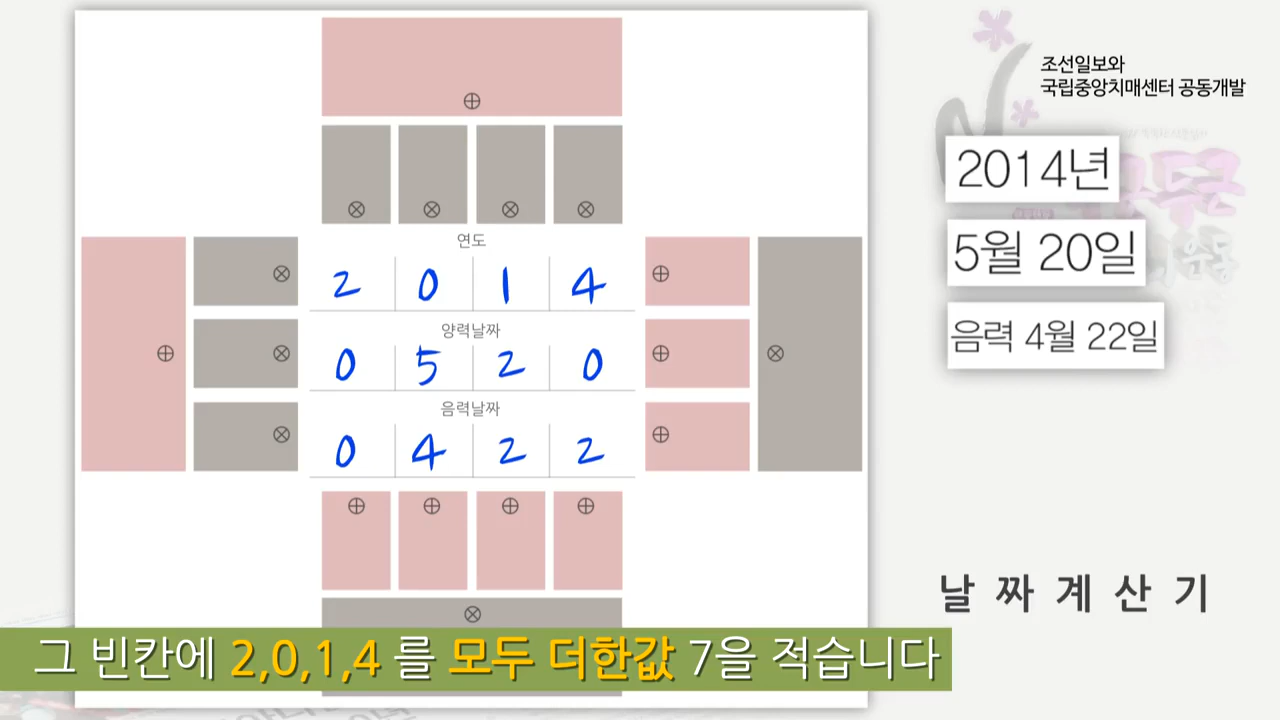 조선일보와
국립중앙치매센터 공동개발
2014년
5월 20일
음력 4월 22일
⊕
⊗ ⊗ ⊗ ⊗
연도
⊗ 2 0 1 4 ⊕
양력날짜
⊕ ⊗ 0 5 2 0 ⊕ ⊗
음력날짜
⊗ 0 4 2 2 ⊕
⊕ ⊕ ⊕ ⊕
⊗
날짜계산기
그 빈칸에 2,0,1,4 를 모두 더한값 7을 적습니다